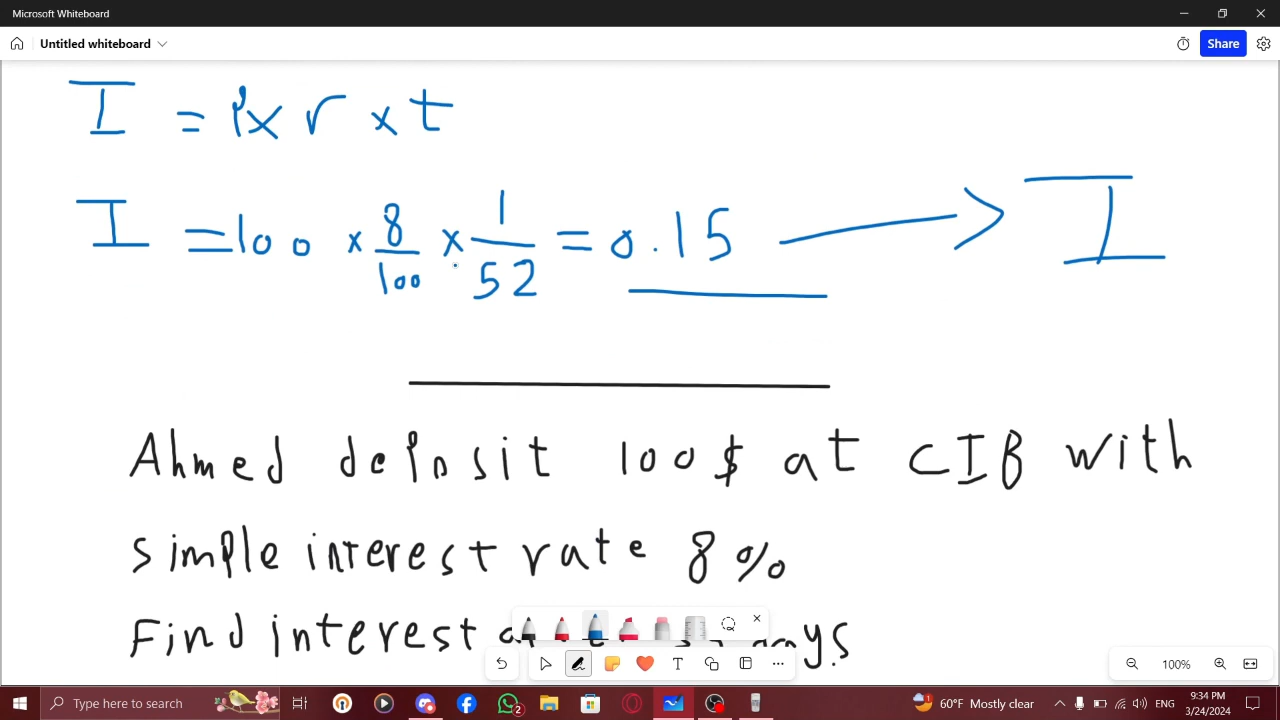 Microsoft Whiteboard
Untitled whiteboard
Share
I = P x r x t
I = 100 x 8/100 x 1/52 = 0.15 → I
Ahmed deposit 100$ at CIB with
simple interest rate 8%
Find interest
100%
Type here to search
2
60°F Mostly clear
ENG
9:34 PM
3/24/2024